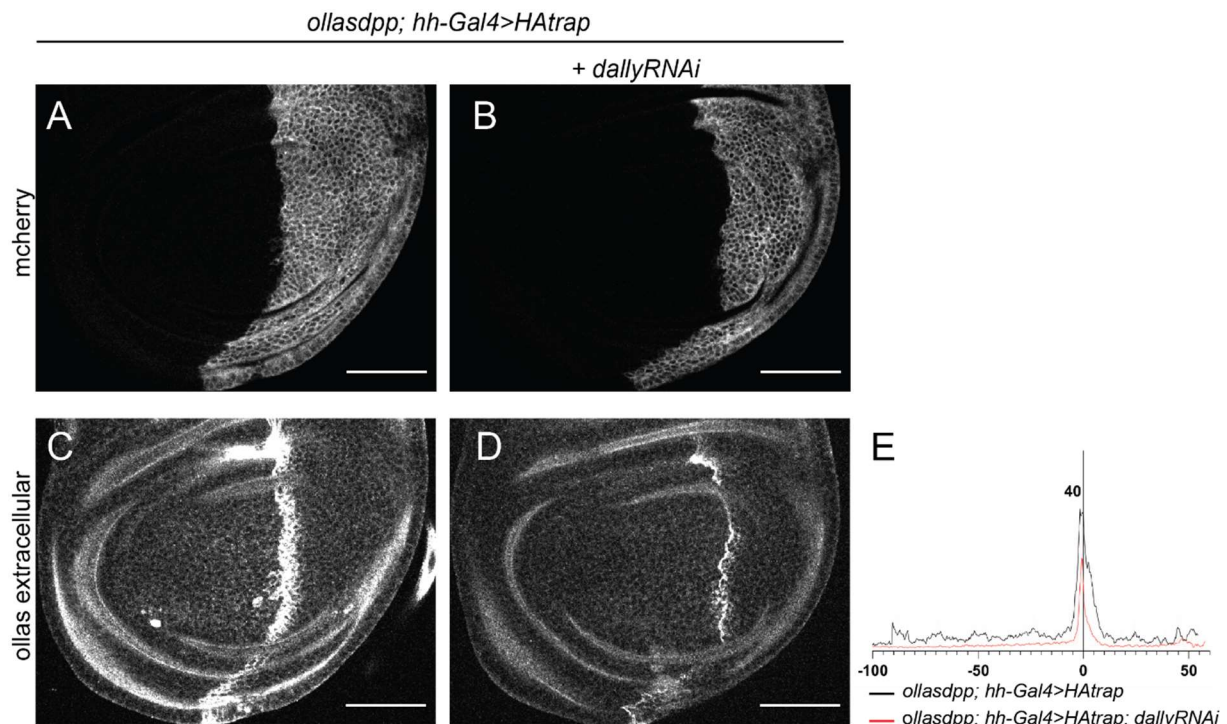 ollasdpp; hh-Gal4>HAtrap
+ dallyRNAi
A
B
mcherry
C
D
E
ollas extracellular
40
-100 -50 0 50
ollasdpp; hh-Gal4>HAtrap
ollasdpp; hh-Gal4>HAtrap; dallyRNAi